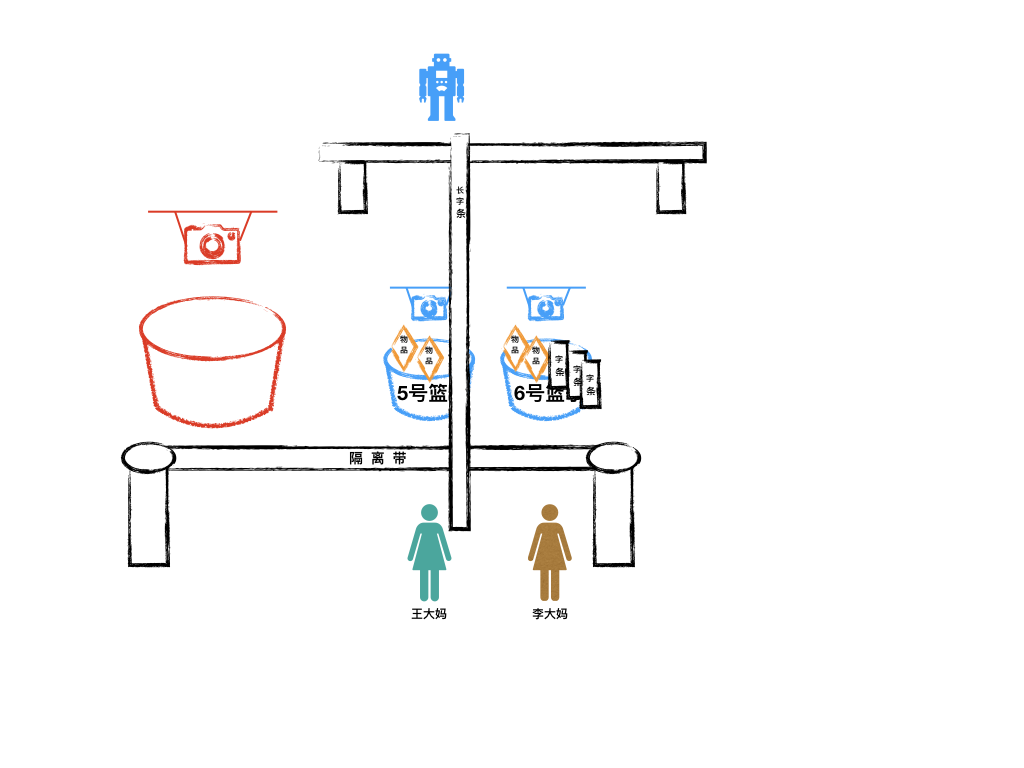 长
字
条
物
品
物
品
5号篮
物
品
物
品
字
条
字
条
字
条
6号篮
隔 离 带
王大妈
李大妈